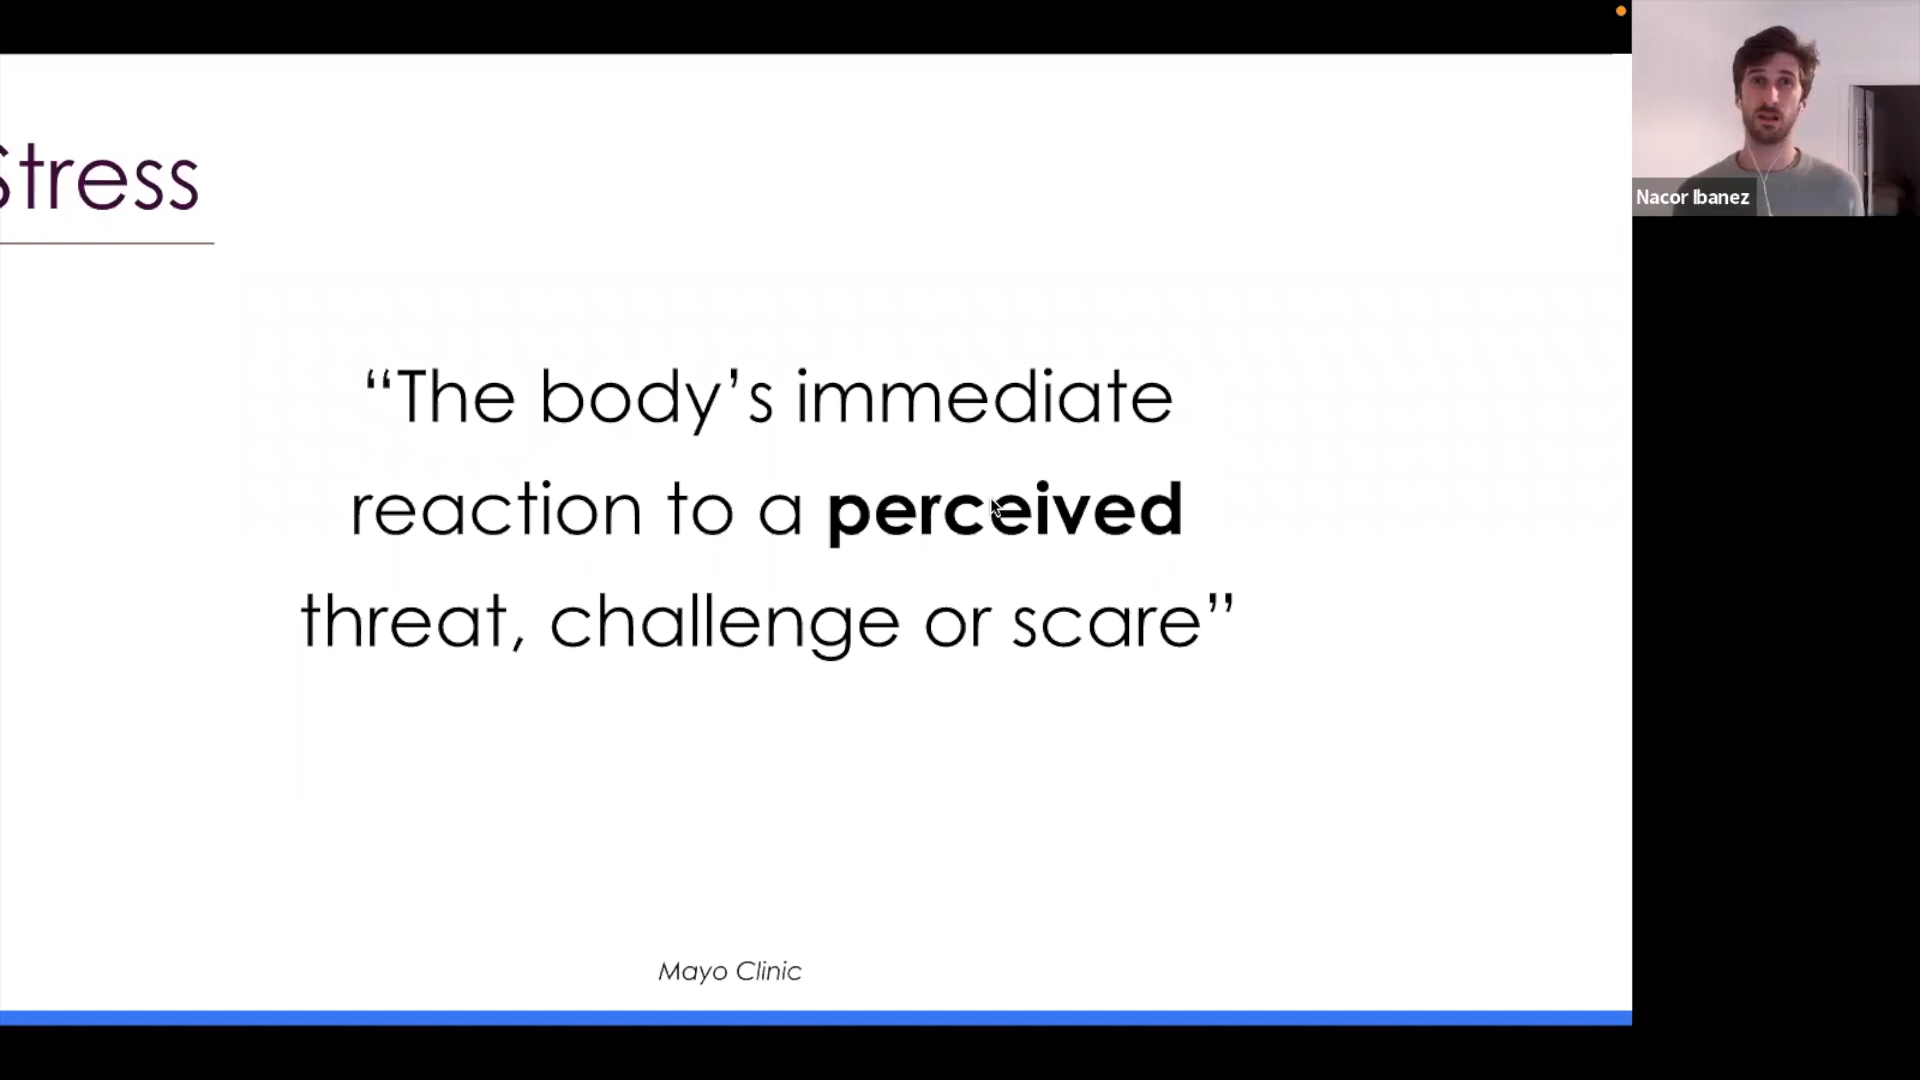 Stress
“The body’s immediate
reaction to a perceived
threat, challenge or scare”
Mayo Clinic
Nacor Ibanez